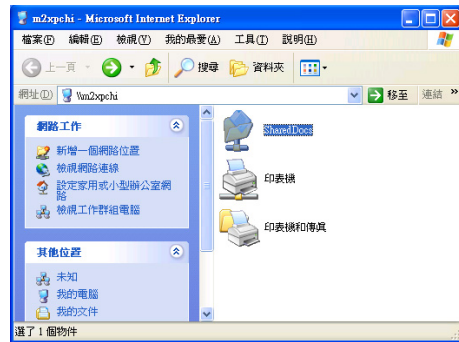 m2xpchi - Microsoft Internet Explorer
檔案(F) 編輯(E) 檢視(V) 我的最愛(A) 工具(T) 說明(H)
上一頁 搜尋 資料夾
網址(D) \\m2xpchi 移至 連結 »
網路工作
新增一個網路位置
檢視網路連線
設定家用或小型辦公室網
路
檢視工作群組電腦
其他位置
未知
我的電腦
我的文件
SharedDocs
印表機
印表機和傳真
選了 1 個物件